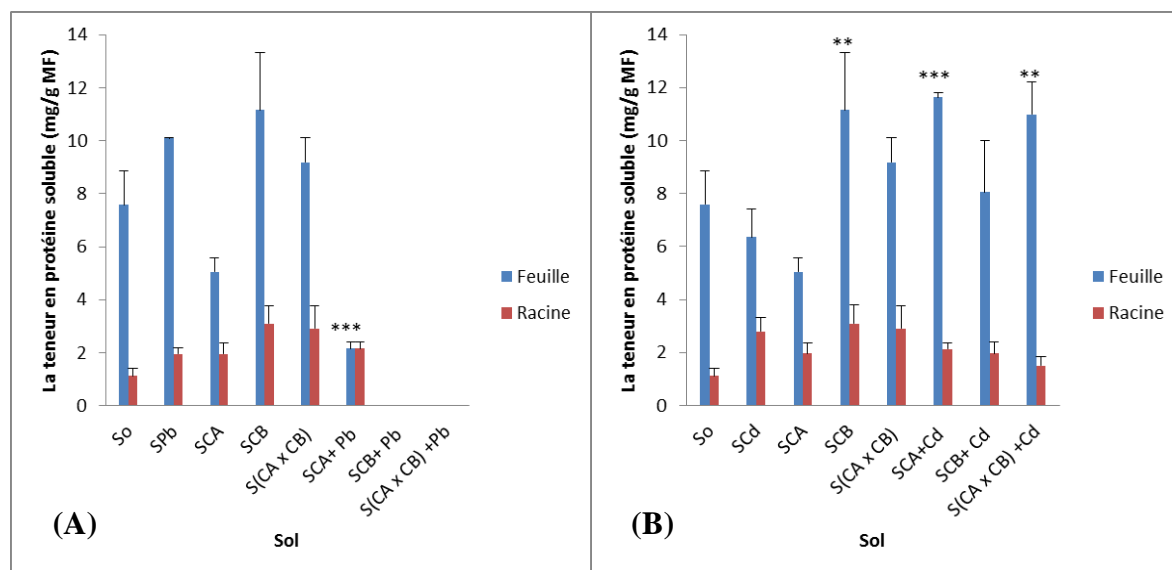 La teneur en protéine soluble (mg/g MF)
14
12
10
8
6
4
2
0
***
So
SPb
SCA
SCB
S(CA x CB)
SCA+ Pb
SCB+ Pb
S(CA x CB) +Pb
Feuille
Racine
(A)
Sol
La teneur en protéine soluble (mg/g MF)
14
12
10
8
6
4
2
0
**
***
**
So
SCd
SCA
SCB
S(CA x CB)
SCA+Cd
SCB+ Cd
S(CA x CB) +Cd
Feuille
Racine
(B)
Sol